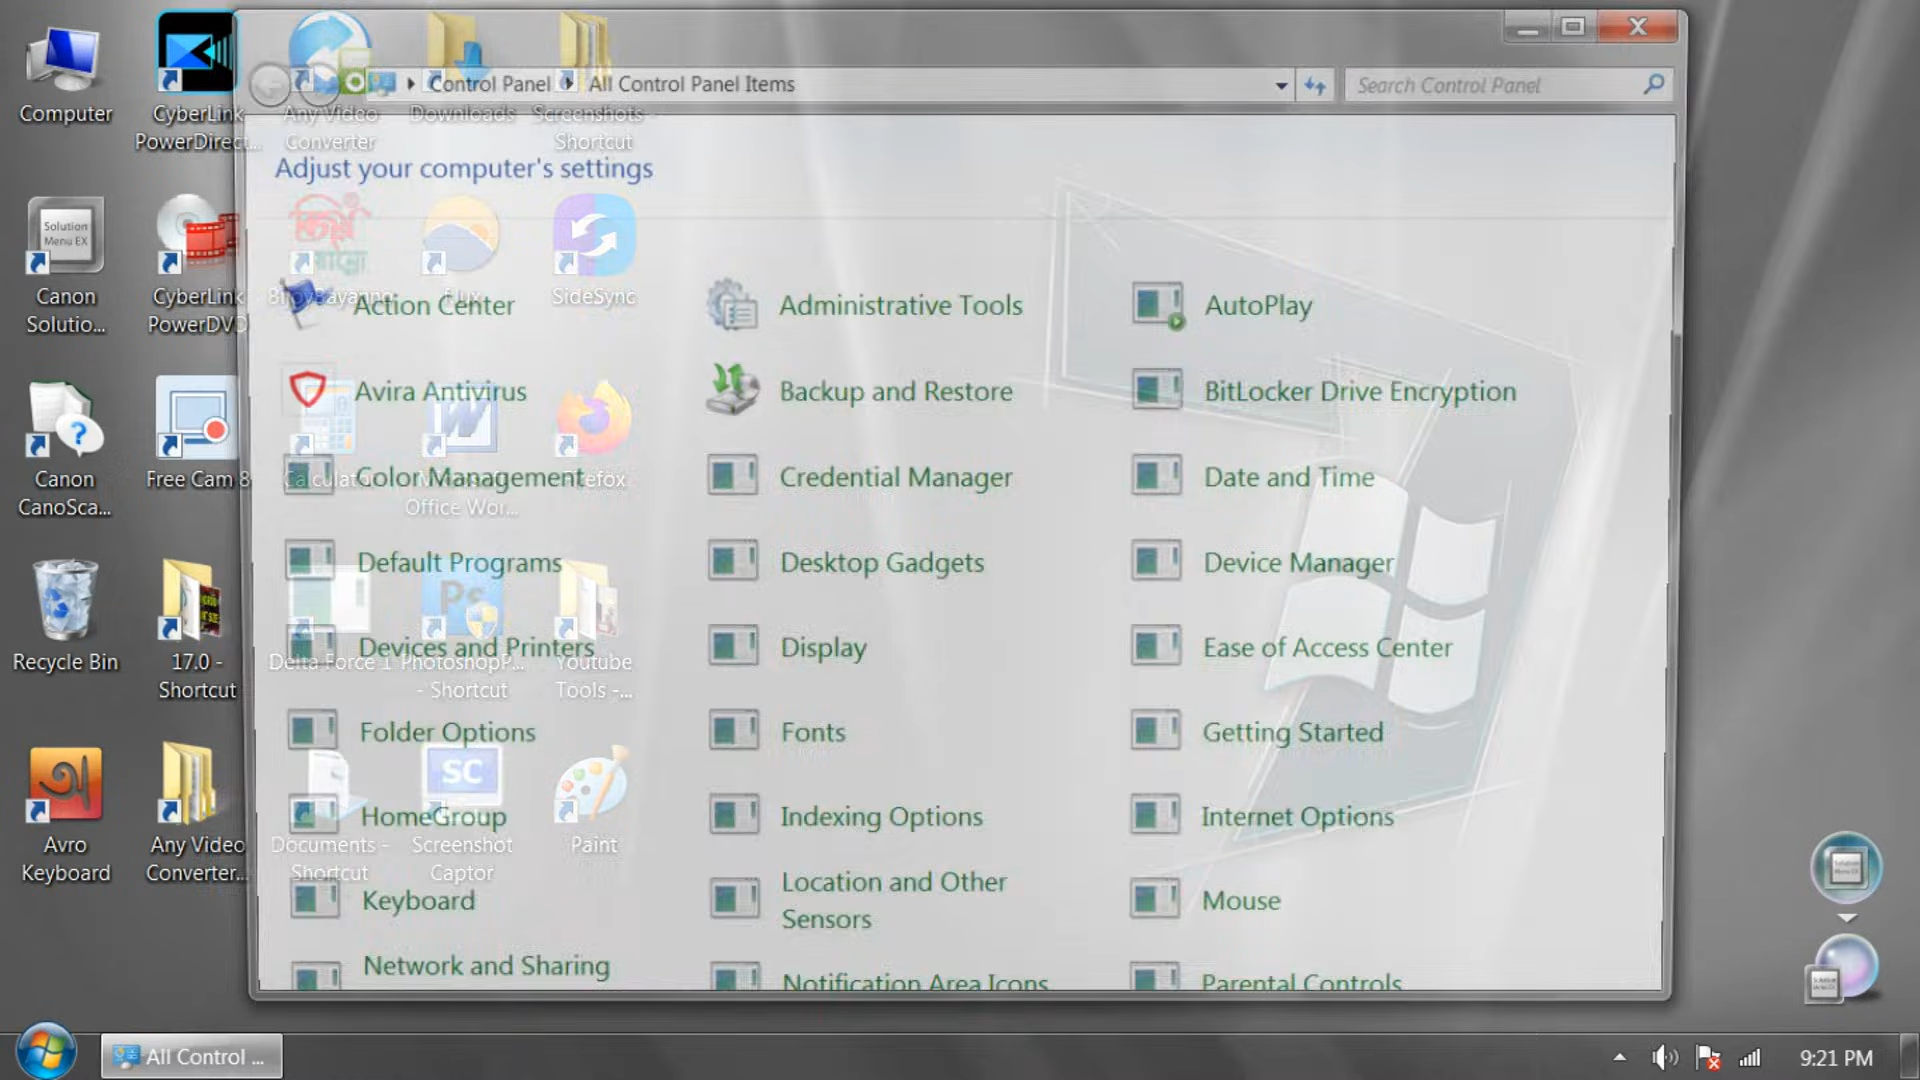 Control Panel
All Control Panel Items
Search Control Panel
Adjust your computer's settings
Action Center
Administrative Tools
AutoPlay
Avira Antivirus
Backup and Restore
BitLocker Drive Encryption
Color Management
Credential Manager
Date and Time
Default Programs
Desktop Gadgets
Device Manager
Devices and Printers
Display
Ease of Access Center
Folder Options
Fonts
Getting Started
HomeGroup
Indexing Options
Internet Options
Keyboard
Location and Other
Sensors
Mouse
Network and Sharing
Notification Area Icons
Parental Controls
Computer
CyberLink
PowerDirect...
Any Video
Converter
Downloads
Screenshots -
Shortcut
Solution
Menu EX
Canon
Solutio...
CyberLink
PowerDVD
SideSync
Canon
CanoSca...
Free Cam 8
Calculator
Office Wor...
Firefox
Recycle Bin
17.0 -
Shortcut
Delta Force 1
PhotoshopP...
- Shortcut
Youtube
Tools -...
অ
Avro
Keyboard
Any Video
Converter...
Documents -
Shortcut
SC
Screenshot
Captor
Paint
All Control ...
9:21 PM